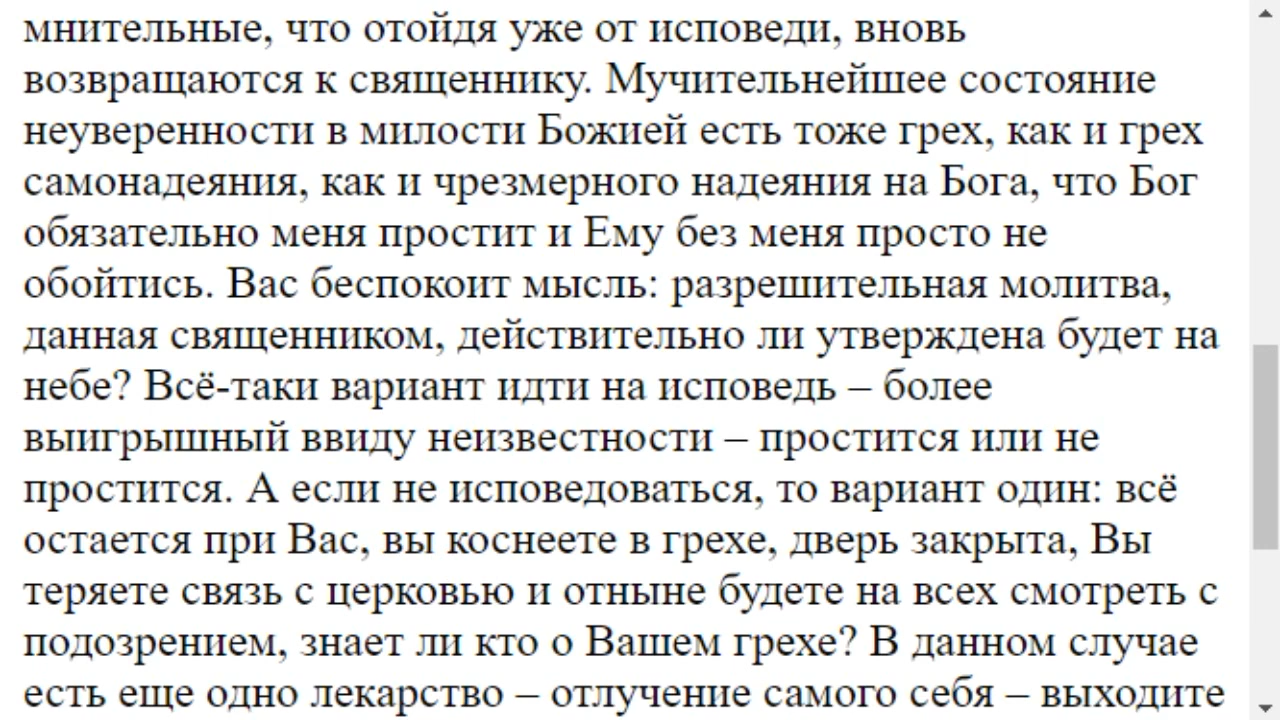 мнительные, что отойдя уже от исповеди, вновь
возвращаются к священнику. Мучительнейшее состояние
неуверенности в милости Божией есть тоже грех, как и грех
самонадеяния, как и чрезмерного надеяния на Бога, что Бог
обязательно меня простит и Ему без меня просто не
обойтись. Вас беспокоит мысль: разрешительная молитва,
данная священником, действительно ли утверждена будет на
небе? Всё-таки вариант идти на исповедь – более
выигрышный ввиду неизвестности – простится или не
простится. А если не исповедоваться, то вариант один: всё
остается при Вас, вы коснеете в грехе, дверь закрыта, Вы
теряете связь с церковью и отныне будете на всех смотреть с
подозрением, знает ли кто о Вашем грехе? В данном случае
есть еще одно лекарство – отлучение самого себя – выходите